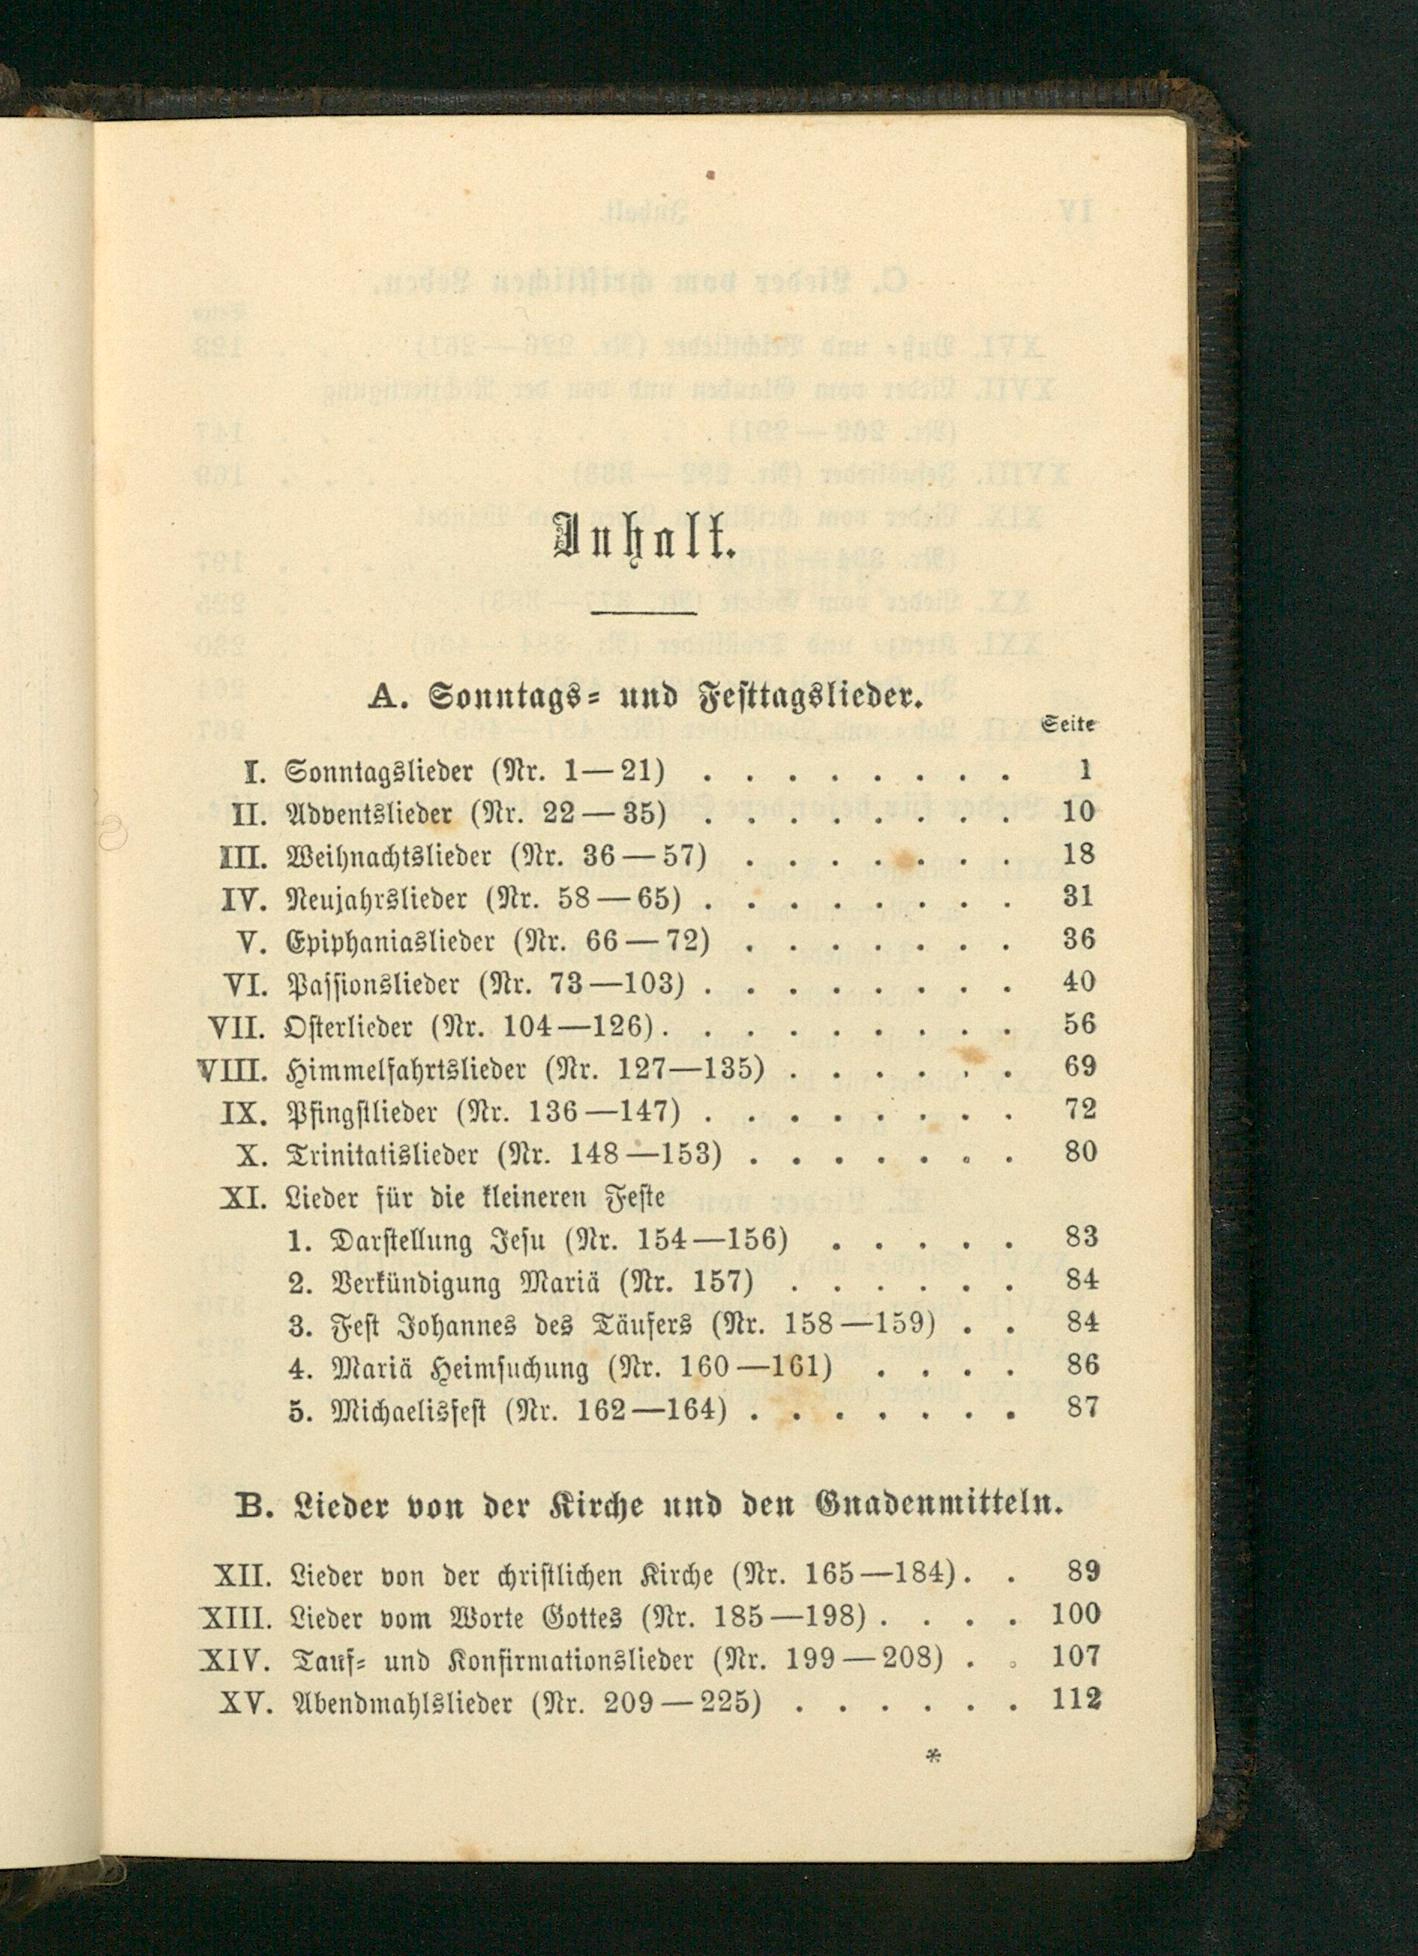 Inhalt.
A. Sonntags- und Festtagslieder.
Seite
I. Sonntagslieder (Nr. 1—21) . . . . . . . . 1
II. Adventslieder (Nr. 22—35) . . . . . . . . 10
III. Weihnachtslieder (Nr. 36—57) . . . . . . . 18
IV. Neujahrslieder (Nr. 58—65) . . . . . . . . 31
V. Epiphaniaslieder (Nr. 66—72) . . . . . . . 36
VI. Passionslieder (Nr. 73—103) . . . . . . . . 40
VII. Osterlieder (Nr. 104—126) . . . . . . . . . 56
VIII. Himmelfahrtslieder (Nr. 127—135) . . . . . . 69
IX. Pfingstlieder (Nr. 136—147) . . . . . . . . 72
X. Trinitatislieder (Nr. 148—153) . . . . . . . 80
XI. Lieder für die kleineren Feste
1. Darstellung Jesu (Nr. 154—156) . . . . . 83
2. Verkündigung Mariä (Nr. 157) . . . . . . 84
3. Fest Johannes des Täufers (Nr. 158—159) . . 84
4. Mariä Heimsuchung (Nr. 160—161) . . . . 86
5. Michaelisfest (Nr. 162—164) . . . . . . . 87
B. Lieder von der Kirche und den Gnadenmitteln.
XII. Lieder von der christlichen Kirche (Nr. 165—184) . . 89
XIII. Lieder vom Worte Gottes (Nr. 185—198) . . . . 100
XIV. Tauf- und Konfirmationslieder (Nr. 199—208) . . 107
XV. Abendmahlslieder (Nr. 209—225) . . . . . . 112
*